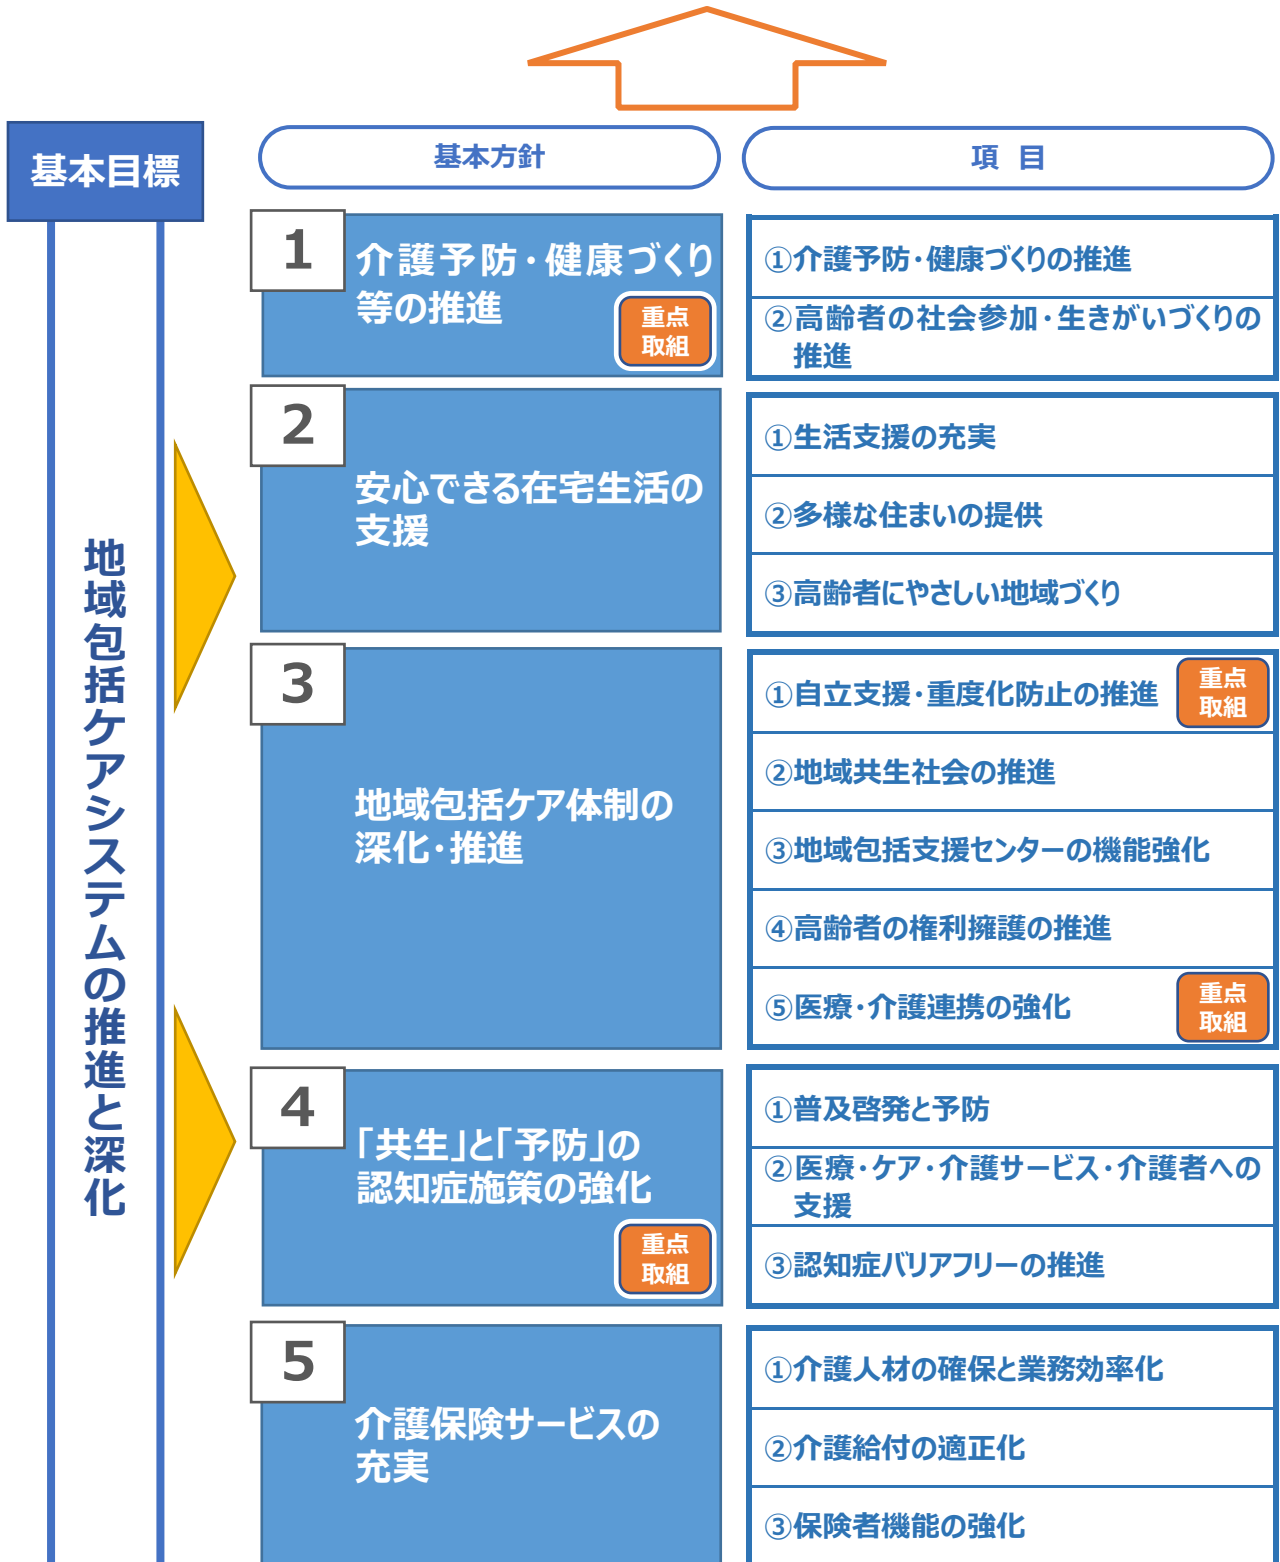 基本目標
基本方針
項 目
地域包括ケアシステムの推進と深化
1
介護予防・健康づくり
等の推進
重点
取組
①介護予防・健康づくりの推進
②高齢者の社会参加・生きがいづくりの
推進
2
安心できる在宅生活の
支援
①生活支援の充実
②多様な住まいの提供
③高齢者にやさしい地域づくり
3
地域包括ケア体制の
深化・推進
①自立支援・重度化防止の推進
重点
取組
②地域共生社会の推進
③地域包括支援センターの機能強化
④高齢者の権利擁護の推進
⑤医療・介護連携の強化
重点
取組
4
「共生」と「予防」の
認知症施策の強化
重点
取組
①普及啓発と予防
②医療・ケア・介護サービス・介護者への
支援
③認知症バリアフリーの推進
5
介護保険サービスの
充実
①介護人材の確保と業務効率化
②介護給付の適正化
③保険者機能の強化